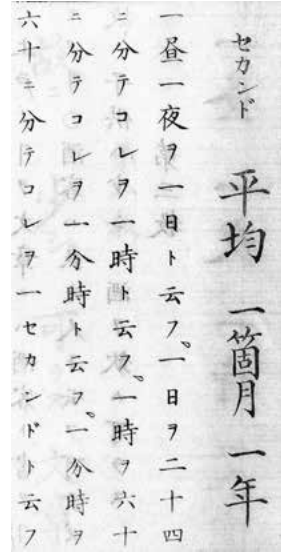 セカンド　平均　一箇月　一年
一昼一夜ヲ一日ト云フ。一日ヲ二十四
ニ分テコレヲ一時ト云フ。一時ヲ六十
ニ分テコレヲ一分時ト云フ。一分時ヲ
六十ニ分テコレヲ一セカンドト云フ